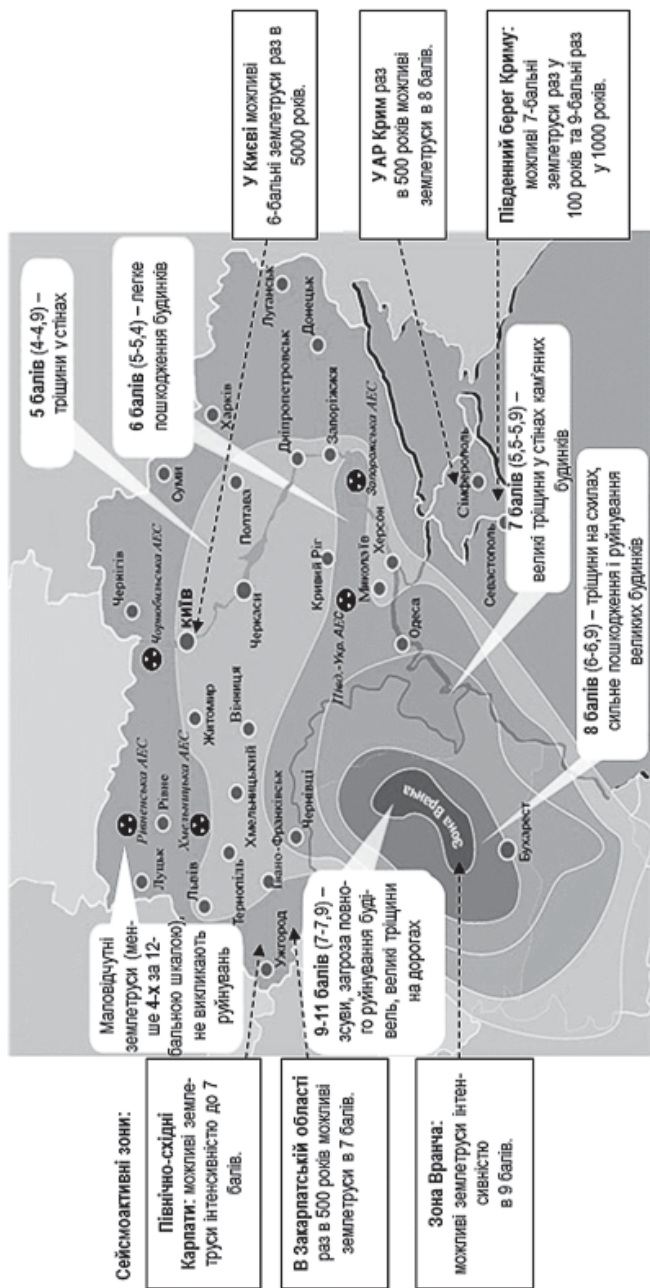 Сейсмоактивні зони:
Північно-східні
Карпати: можливі земле-
труси інтенсивністю до 7
балів.
В Закарпатській області
раз в 500 років можливі
землетруси в 7 балів.
Зона Вранча:
можливі землетруси інтен-
сивністю
в 9 балів.
Маловідчутні
землетруси (мен-
ше 4-х за 12-
бальною шкалою),
не викликають
руйнувань
9-11 балів (7-7,9) –
зсуви, загроза повно-
го руйнування буді-
вель, великі тріщини
на дорогах
5 балів (4-4,9) –
тріщини у стінах
6 балів (5-5,4) – легке
пошкодження будинків
7 балів (5,5-5,9) –
великі тріщини у стінах кам'яних
будинків
8 балів (6-6,9) – тріщини на схилах,
сильне пошкодження і руйнування
великих будинків
У Києві можливі
6-бальні землетруси раз в
5000 років.
У АР Крим раз
в 500 років можливі
землетруси в 8 балів.
Південний берег Криму:
можливі 7-бальні
землетруси раз у
100 років та 9-бальні раз
у 1000 років.
Рівненська АЕС
Луцьк
Рівне
Хмельницька АЕС
Львів
Тернопіль
Хмельницький
Івано-Франківськ
Чернівці
Ужгород
Чернігів
Чорнобильська АЕС
КИЇВ
Житомир
Вінниця
Черкаси
Суми
Полтава
Харків
Дніпропетровськ
Луганськ
Донецьк
Запоріжжя
Запорожська АЕС
Кривий Ріг
Півд.-Укр. АЕС
Миколаїв
Херсон
Одеса
Сімферополь
Севастополь
Зона Вранча
Бухарест